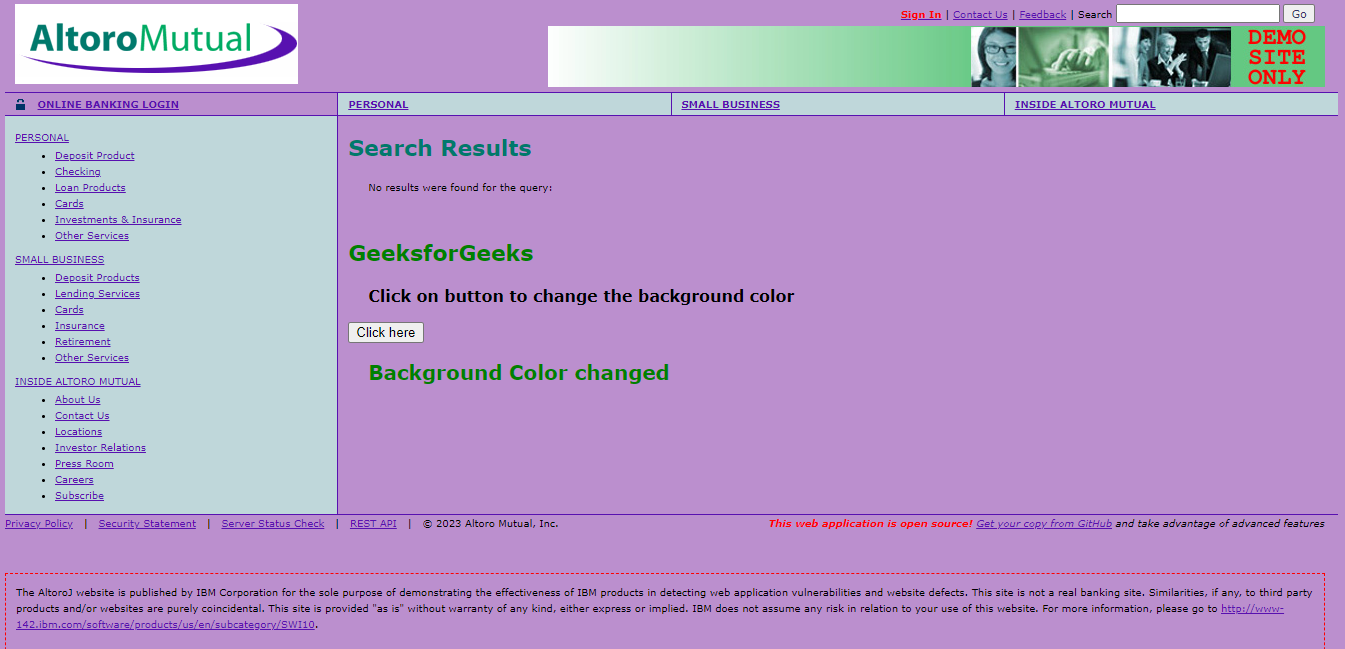 AltoroMutual
Sign In | Contact Us | Feedback | Search Go
DEMO
SITE
ONLY
ONLINE BANKING LOGIN
PERSONAL
SMALL BUSINESS
INSIDE ALTORO MUTUAL
PERSONAL
Deposit Product
Checking
Loan Products
Cards
Investments & Insurance
Other Services
SMALL BUSINESS
Deposit Products
Lending Services
Cards
Insurance
Retirement
Other Services
INSIDE ALTORO MUTUAL
About Us
Contact Us
Locations
Investor Relations
Press Room
Careers
Subscribe
Search Results
No results were found for the query:
GeeksforGeeks
Click on button to change the background color
Click here
Background Color changed
Privacy Policy | Security Statement | Server Status Check | REST API | © 2023 Altoro Mutual, Inc.
This web application is open source! Get your copy from GitHub and take advantage of advanced features
The AltoroJ website is published by IBM Corporation for the sole purpose of demonstrating the effectiveness of IBM products in detecting web application vulnerabilities and website defects. This site is not a real banking site. Similarities, if any, to third party
products and/or websites are purely coincidental. This site is provided "as is" without warranty of any kind, either express or implied. IBM does not assume any risk in relation to your use of this website. For more information, please go to http://www-
142.ibm.com/software/products/us/en/subcategory/SWI10.